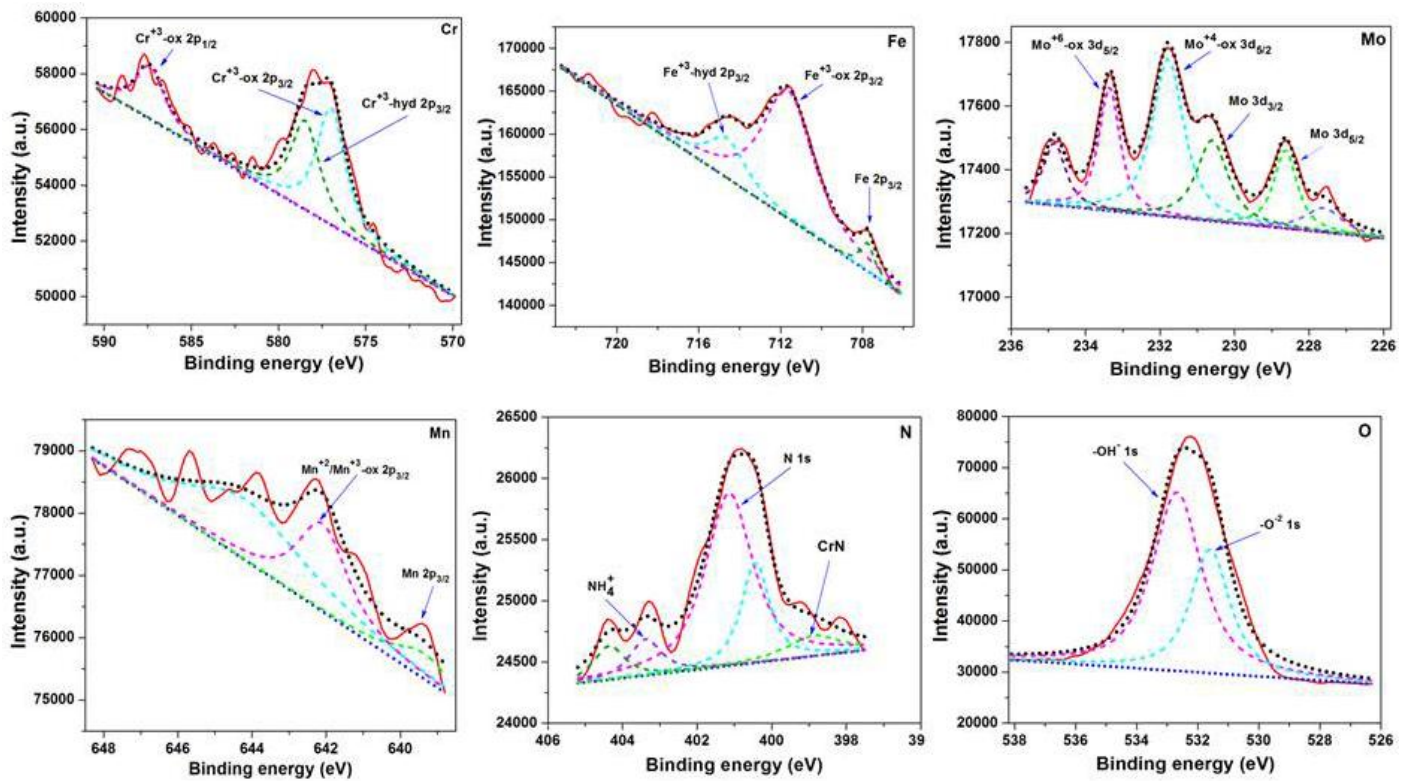 60000
58000
56000
54000
52000
50000
Intensity (a.u.)
590
585
580
575
570
Binding energy (eV)
Cr
Cr+3-ox 2p1/2
Cr+3-ox 2p3/2
Cr+3-hyd 2p3/2
170000
165000
160000
155000
150000
145000
140000
Intensity (a.u.)
720
717
714
711
708
Binding energy (eV)
Fe
Fe+3-hyd 2p3/2
Fe+3-ox 2p3/2
Fe 2p3/2
17800
17600
17400
17200
17000
Intensity (a.u.)
236
234
232
230
228
226
Binding energy (eV)
Mo
Mo+6-ox 3d5/2
Mo+4-ox 3d5/2
Mo 3d3/2
Mo 3d5/2
79000
78000
77000
76000
75000
Intensity (a.u.)
648
646
644
642
640
Binding energy (eV)
Mn
Mn+2/Mn+3-ox 2p3/2
Mn 2p3/2
26500
26000
25500
25000
24500
24000
Intensity (a.u.)
406
404
402
400
39
Binding energy (eV)
N
N 1s
CrN
NH4+
80000
70000
60000
50000
40000
30000
20000
Intensity (a.u.)
538
536
534
532
530
528
526
Binding energy (eV)
O
-OH- 1s
-O-2 1s